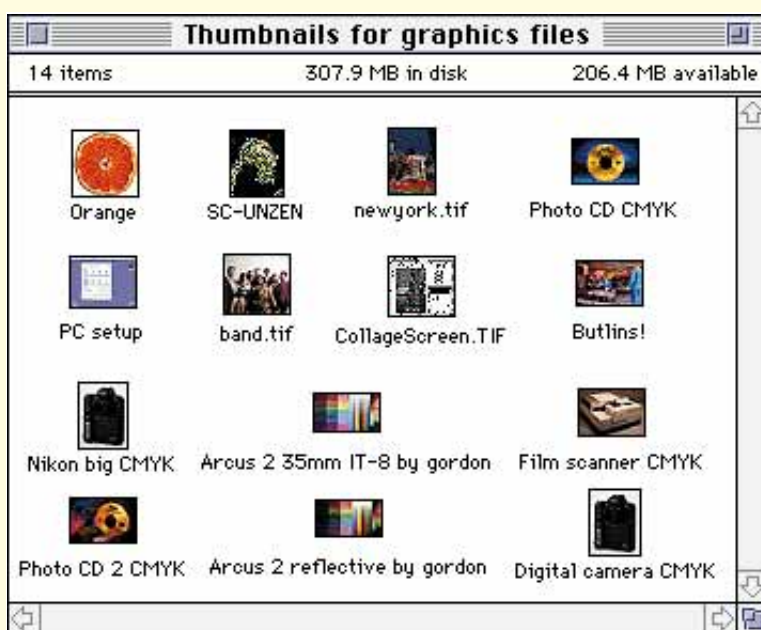 Thumbnails for graphics files
14 items 307.9 MB in disk 206.4 MB available
Orange SC-UNZEN newyork.tif Photo CD CMYK
PC setup band.tif CollageScreen.TIF Butlins!
Nikon big CMYK Arcus 2 35mm IT-8 by gordon Film scanner CMYK
Photo CD 2 CMYK Arcus 2 reflective by gordon Digital camera CMYK